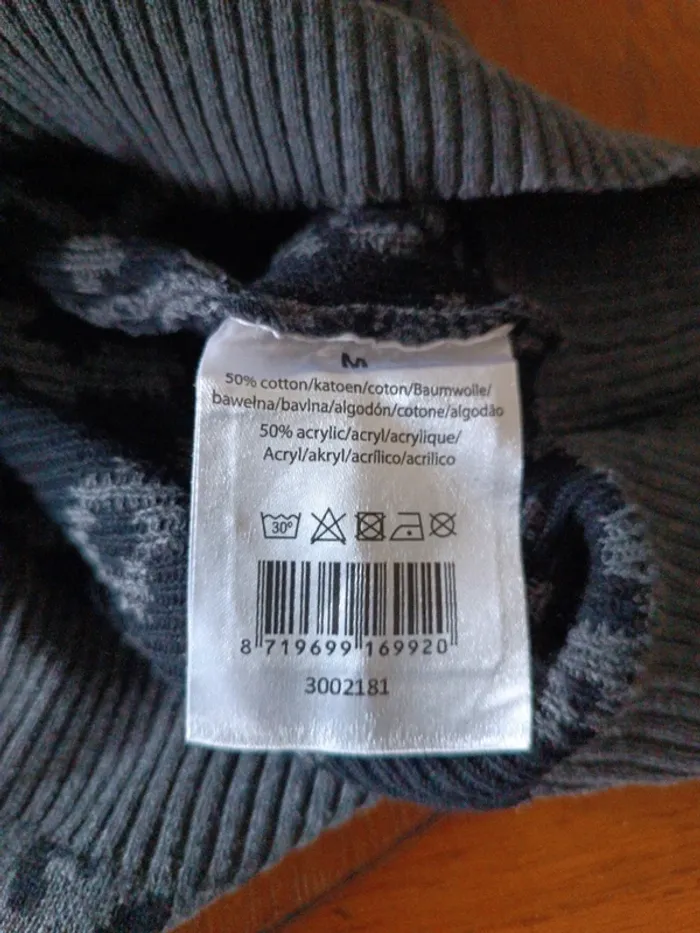 M
50% cotton/katoen/coton/Baumwolle/
bawełna/bavlna/algodón/cotone/algodão
50% acrylic/acryl/acrylique/
Acryl/akryl/acrílico/acrilico
30°
8 719699 169920
3002181